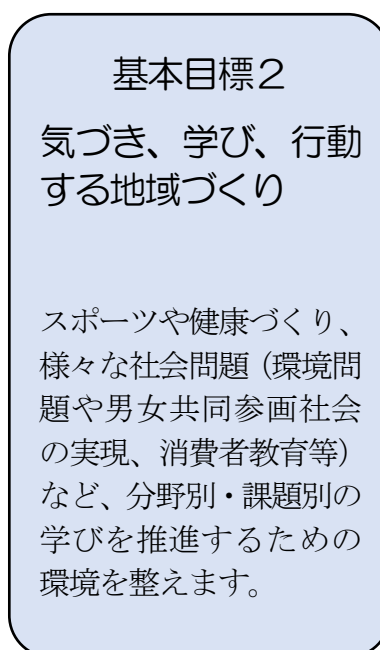 基本目標２
気づき、学び、行動
する地域づくり
スポーツや健康づくり、
様々な社会問題（環境問
題や男女共同参画社会
の実現、消費者教育等）
など、分野別・課題別の
学びを推進するための
環境を整えます。